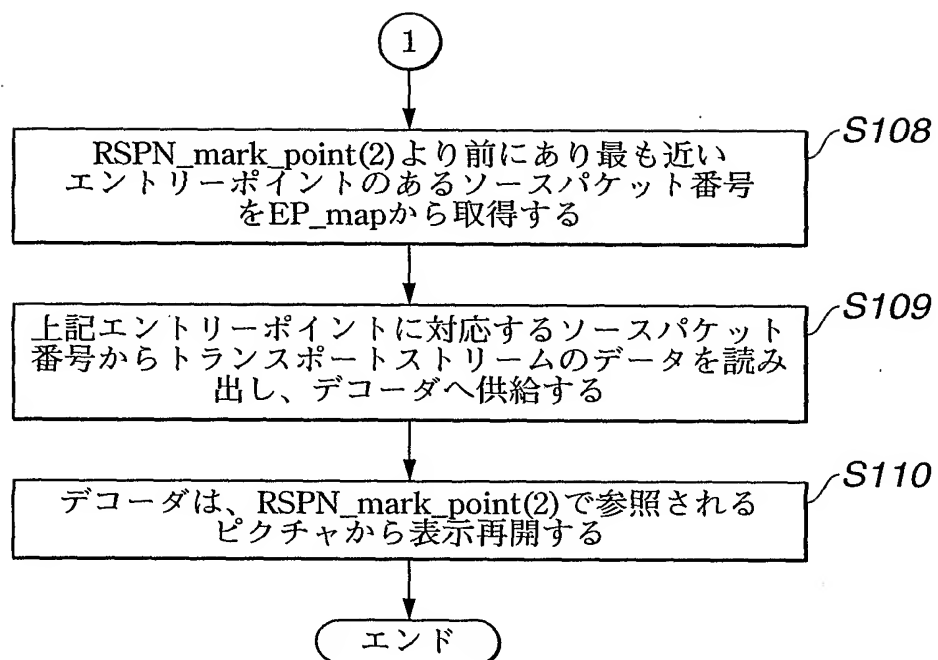 1
S108
RSPN_mark_point(2)より前にあり最も近い
エントリーポイントのあるソースパケット番号
をEP_mapから取得する
S109
上記エントリーポイントに対応するソースパケット
番号からトランスポートストリームのデータを読み
出し、デコーダへ供給する
S110
デコーダは、RSPN_mark_point(2)で参照される
ピクチャから表示再開する
エンド